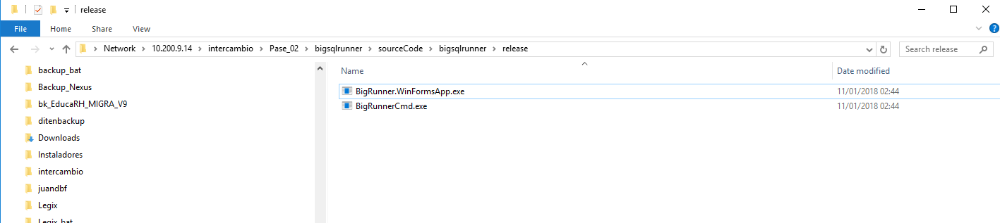 release
File Home Share View
Network 10.200.9.14 intercambio Pase_02 bigsqlrunner sourceCode bigsqlrunner release
Search release
backup_bat
Backup_Nexus
bk_EducaRH_MIGRA_V9
ditenbackup
Downloads
Instaladores
intercambio
juandbf
Legix
Legix_bat
Name Date modified
BigRunner.WinFormsApp.exe 11/01/2018 02:44
BigRunnerCmd.exe 11/01/2018 02:44